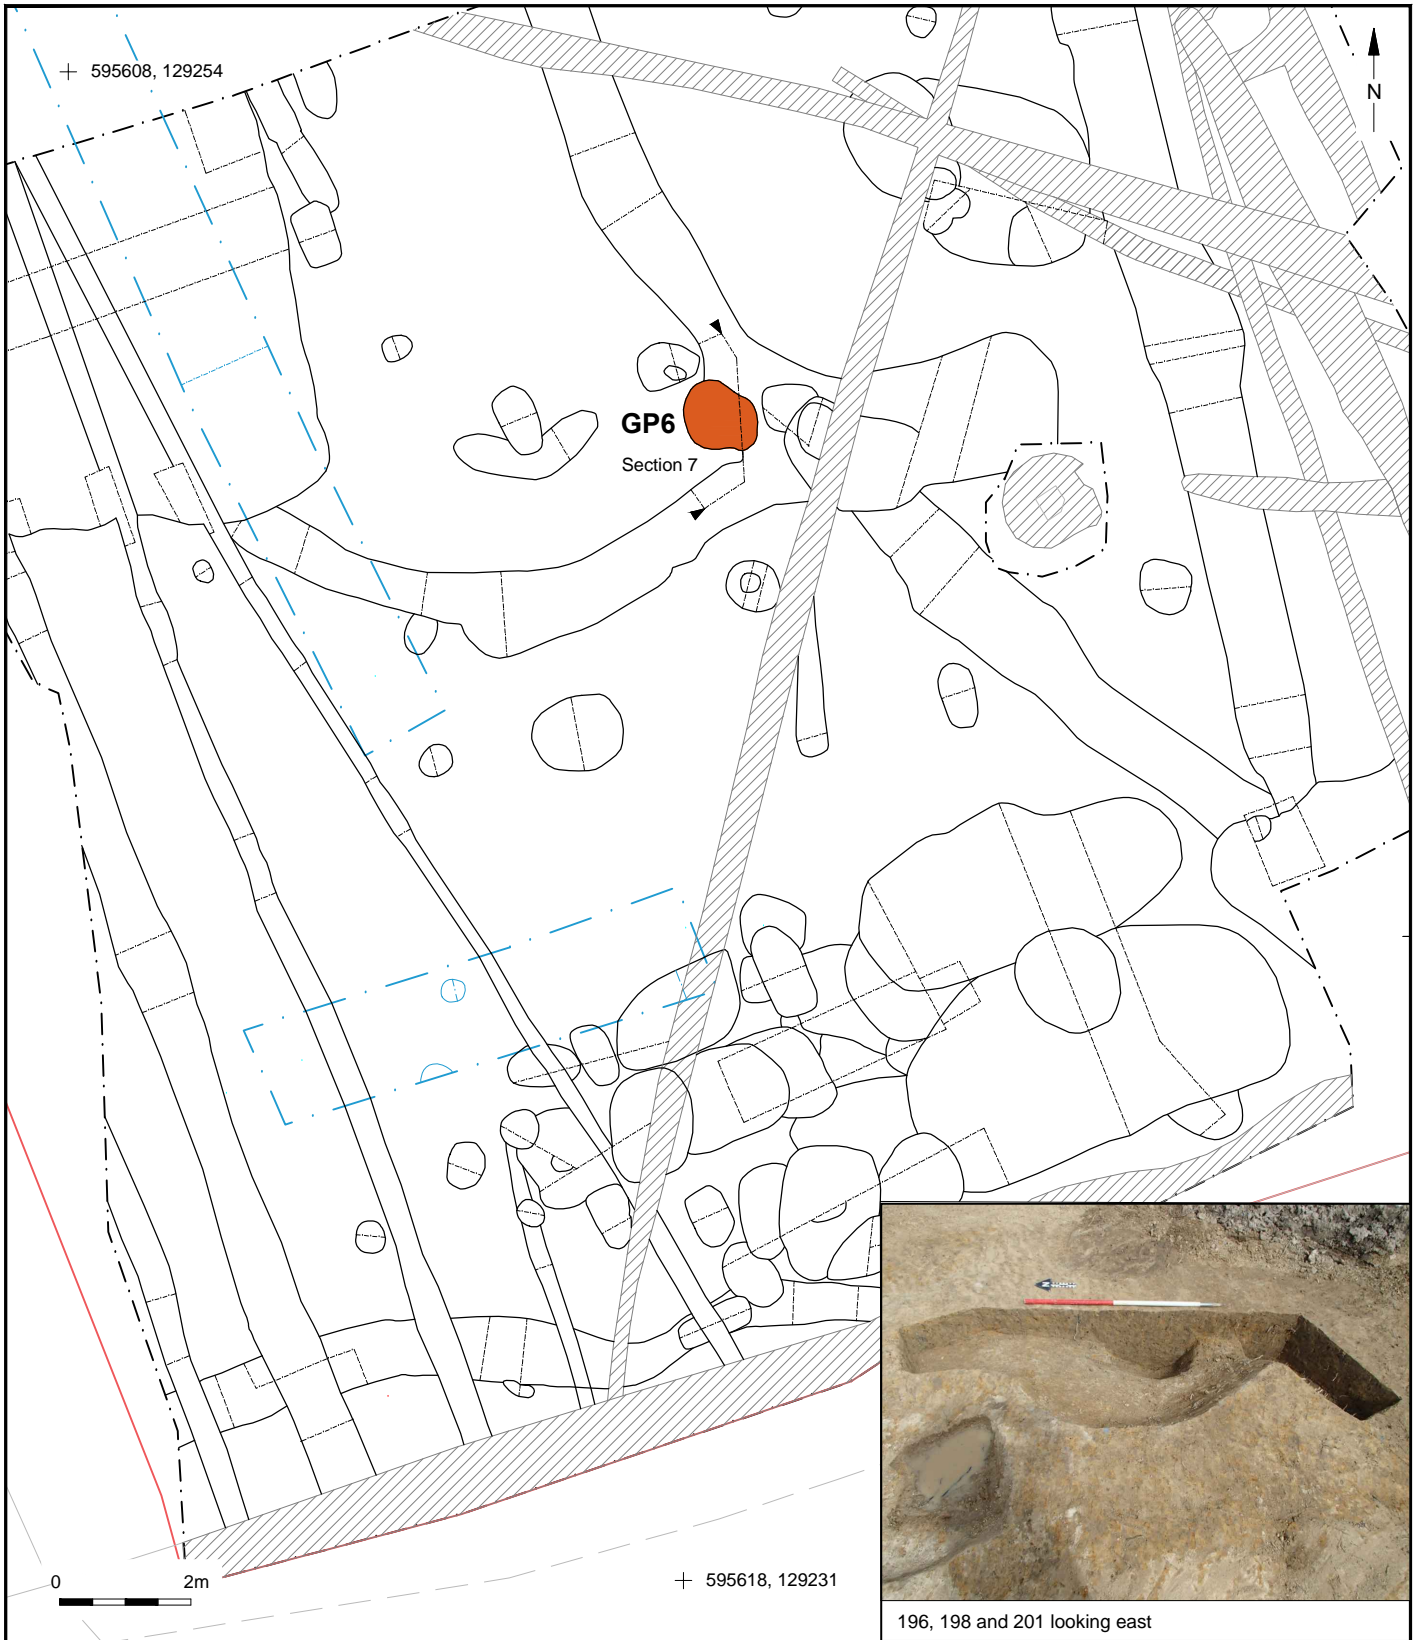 595608, 129254
N
GP6
Section 7
0 2m
595618, 129231
N
196, 198 and 201 looking east